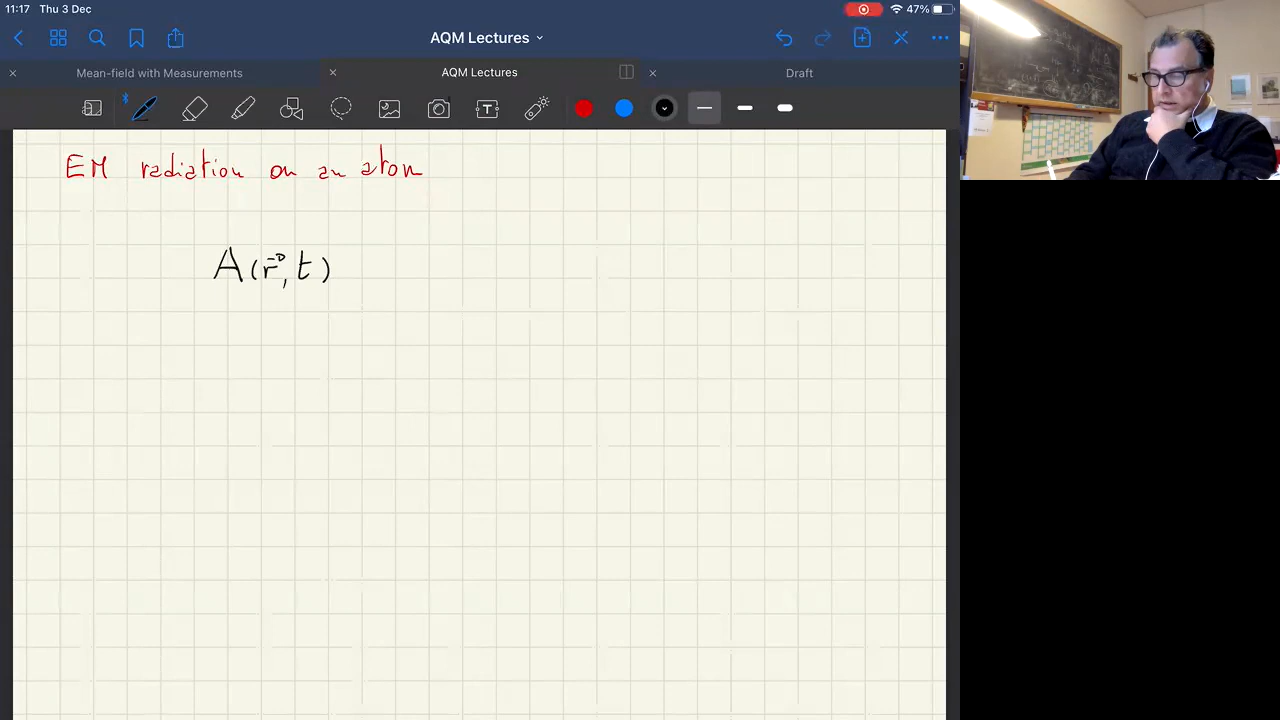 11:17 Thu 3 Dec
47%
AQM Lectures
Mean-field with Measurements
AQM Lectures
Draft
EM radiation on an atom
A(r⃗,t)